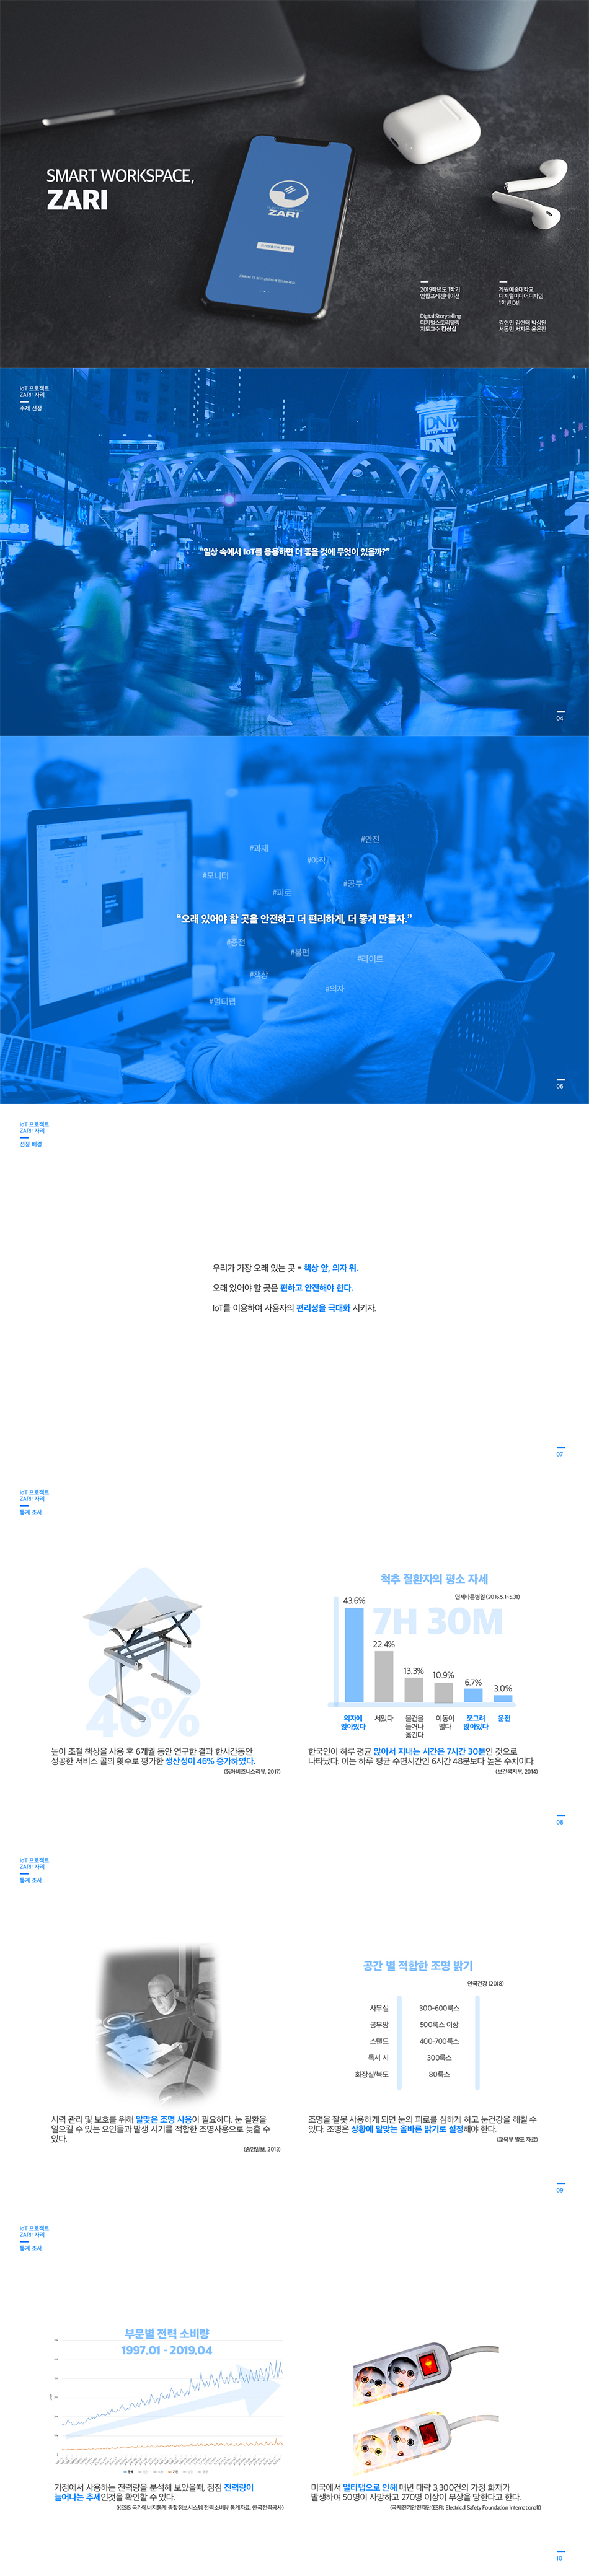 SMART WORKSPACE,
ZARI
ZARI
2019학년도 1학기
연합프레젠테이션
Digital Storytelling
디지털스토리텔링
지도교수 김성실
계원예술대학교
디지털미디어디자인
1학년 D반
김현민 김현태 박상원
서동민 서지은 윤은진
IoT 프로젝트
ZARI: 자리
주제 선정
"일상 속에서 IoT를 응용하면 더 좋을 것에 무엇이 있을까?"
04
#안전
#과제
#야작
#모니터
#공부
#피로
"오래 있어야 할 곳을 안전하고 더 편리하게, 더 좋게 만들자."
#충전
#불편
#라이트
#책상
#의자
#멀티탭
06
IoT 프로젝트
ZARI: 자리
선정 배경
우리가 가장 오래 있는 곳 = 책상 앞, 의자 위.
오래 있어야 할 곳은 편하고 안전해야 한다.
IoT를 이용하여 사용자의 편리성을 극대화 시키자.
07
IoT 프로젝트
ZARI: 자리
통계 조사
46%
높이 조절 책상을 사용 후 6개월 동안 연구한 결과 한시간동안
성공한 서비스 콜의 횟수로 평가한 생산성이 46% 증가하였다.
(동아비즈니스리뷰, 2017)
척추 질환자의 평소 자세
연세바른병원 (2016.5.1~5.31)
7H 30M
43.6%
22.4%
13.3%
10.9%
6.7%
3.0%
의자에 앉아있다
서있다
물건을 들거나 옮긴다
이동이 많다
쪼그려 앉아있다
운전
한국인이 하루 평균 앉아서 지내는 시간은 7시간 30분인 것으로
나타났다. 이는 하루 평균 수면시간인 6시간 48분보다 높은 수치이다.
(보건복지부, 2014)
08
IoT 프로젝트
ZARI: 자리
통계 조사
시력 관리 및 보호를 위해 알맞은 조명 사용이 필요하다. 눈 질환을
일으킬 수 있는 요인들과 발생 시기를 적합한 조명사용으로 늦출 수
있다.
(중앙일보, 2013)
공간 별 적합한 조명 밝기
안국건강 (2018)
사무실 300-600룩스
공부방 500룩스 이상
스탠드 400-700룩스
독서 시 300룩스
화장실/복도 80룩스
조명을 잘못 사용하게 되면 눈의 피로를 심하게 하고 눈건강을 해칠 수
있다. 조명은 상황에 알맞는 올바른 밝기로 설정해야 한다.
(교육부 발표 자료)
09
IoT 프로젝트
ZARI: 자리
통계 조사
부문별 전력 소비량
1997.01 - 2019.04
가정에서 사용하는 전력량을 분석해 보았을때, 점점 전력량이
늘어나는 추세인것을 확인할 수 있다.
(KESIS 국가에너지통계 종합정보시스템 전력소비량 통계자료, 한국전력공사)
미국에서 멀티탭으로 인해 매년 대략 3,300건의 가정 화재가
발생하여 50명이 사망하고 270명 이상이 부상을 당한다고 한다.
(국제전기안전재단(ESFI: Electrical Safety Foundation International))
10